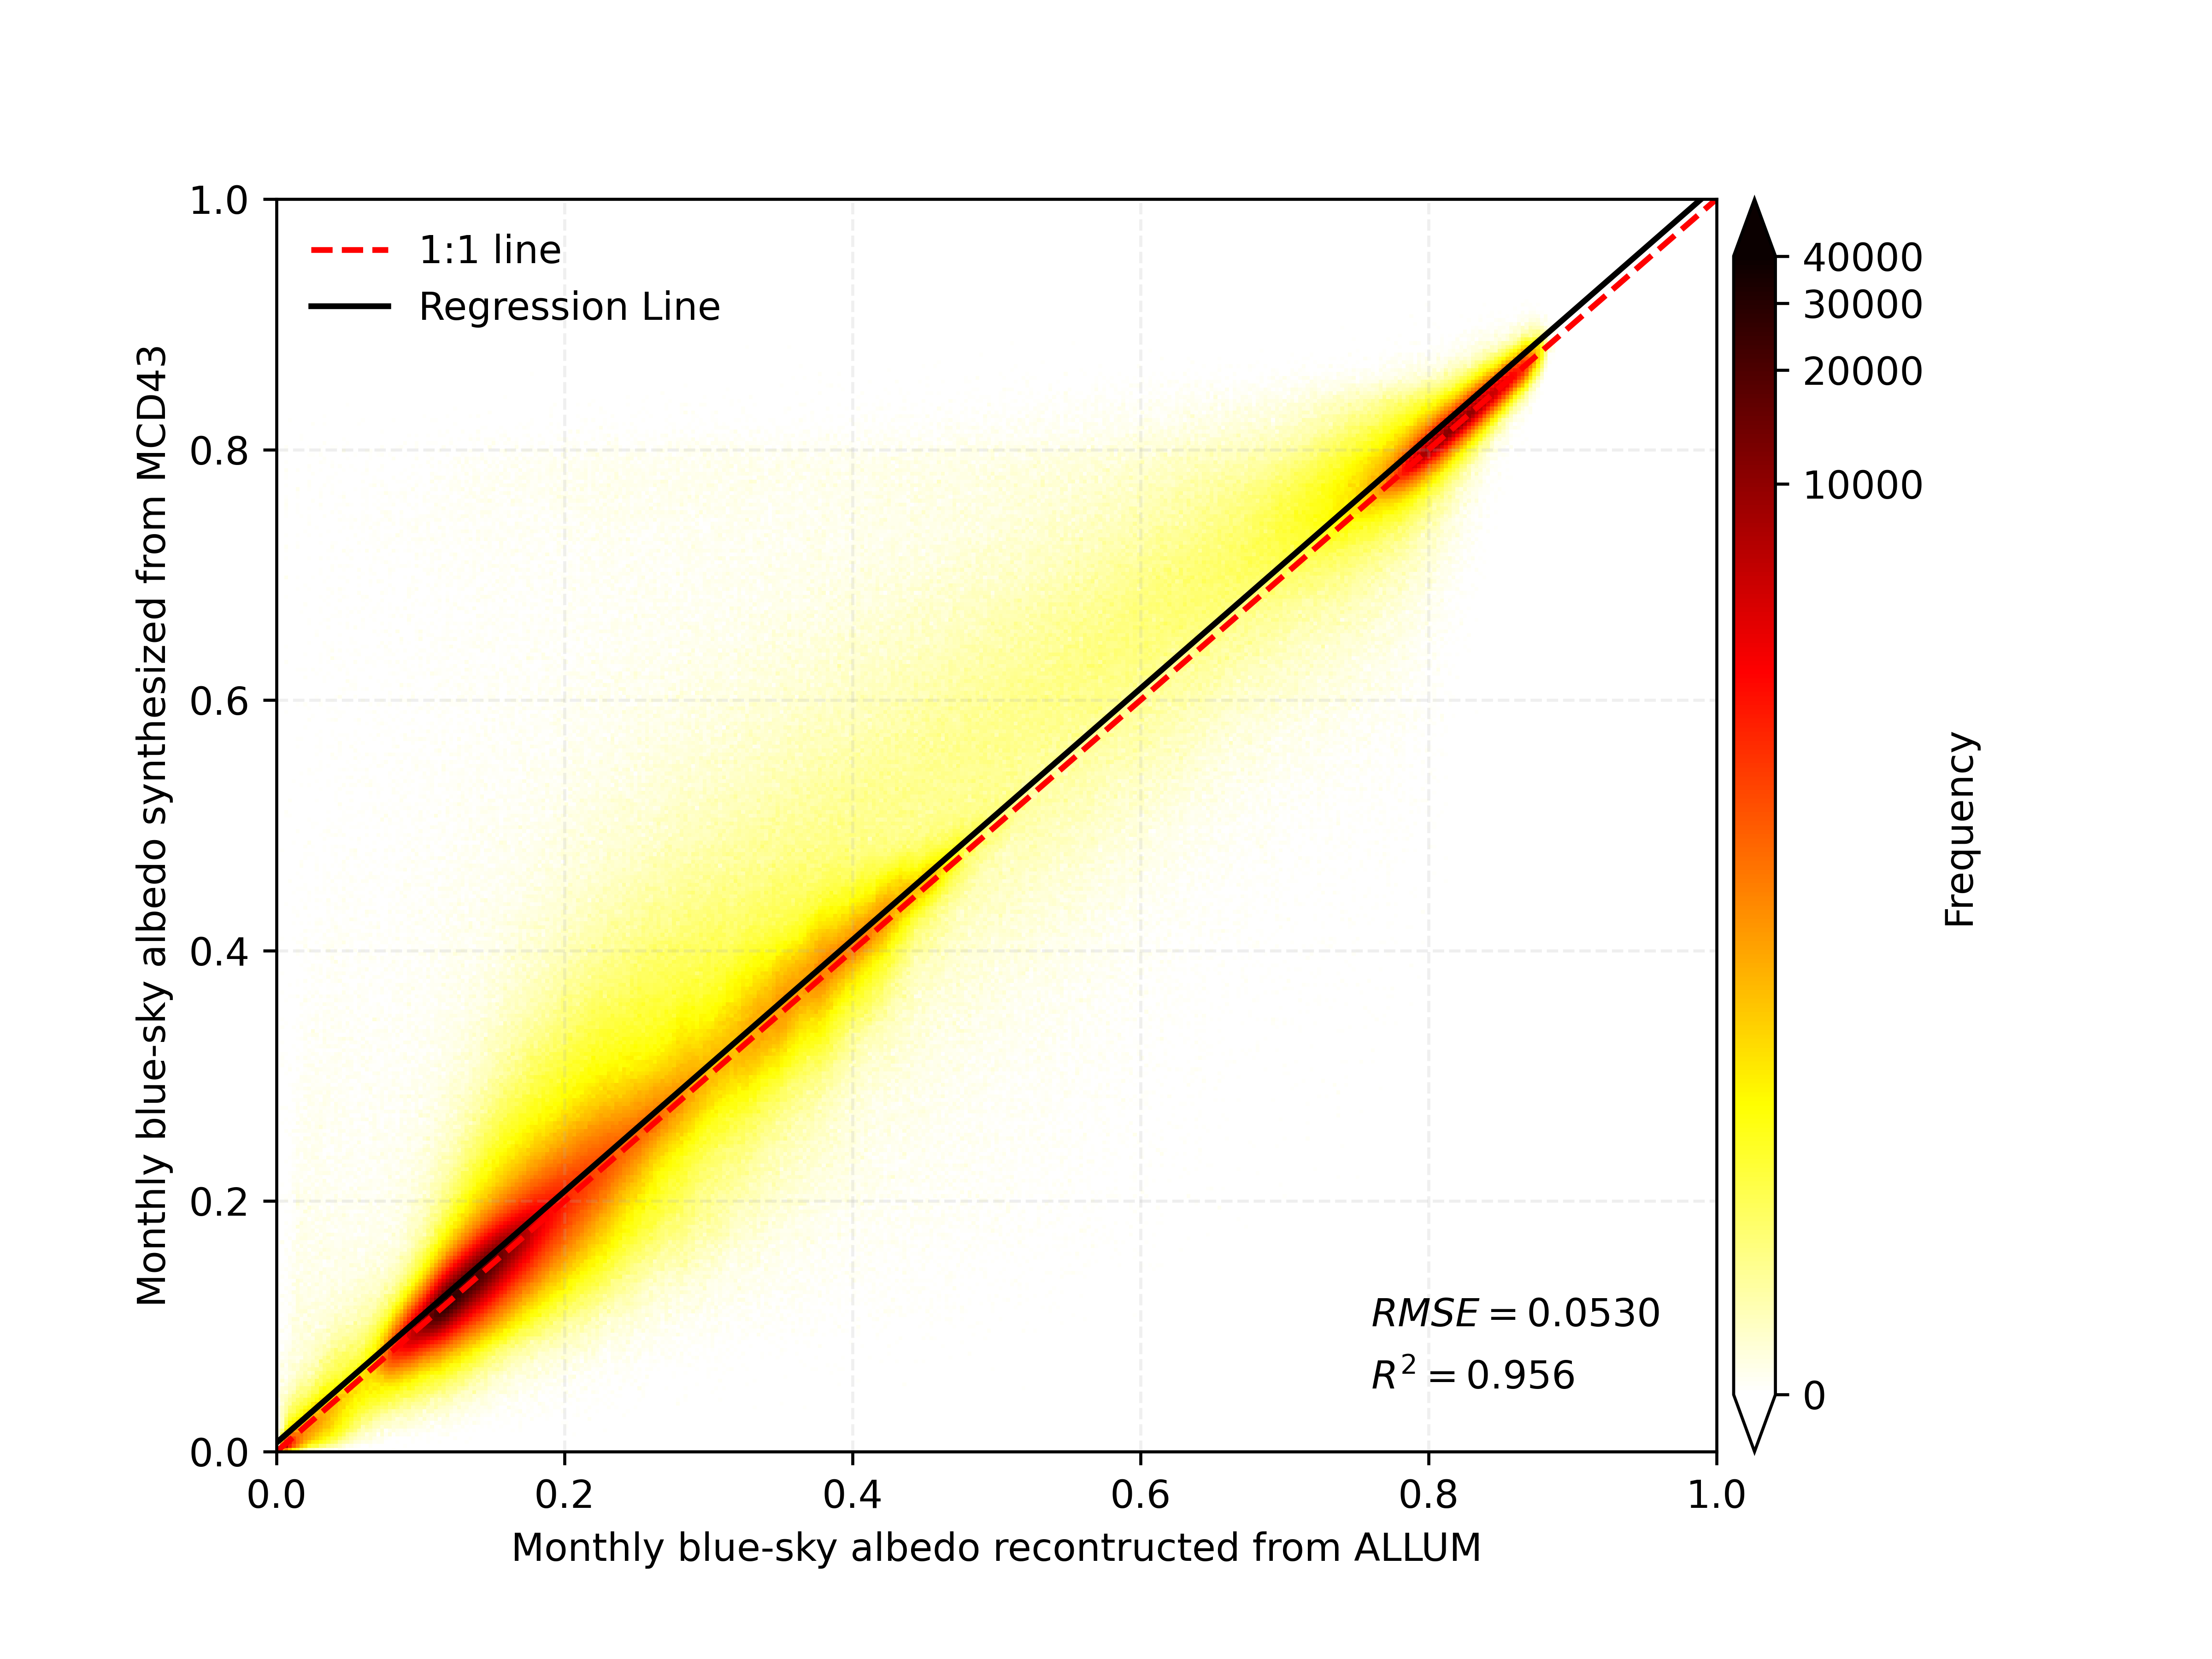 1:1 line
Regression Line
1.0
0.8
0.6
0.4
0.2
0.0
Monthly blue-sky albedo synthesized from MCD43
0.0 0.2 0.4 0.6 0.8 1.0
Monthly blue-sky albedo recontructed from ALLUM
RMSE = 0.0530
R² = 0.956
40000
30000
20000
10000
0
Frequency